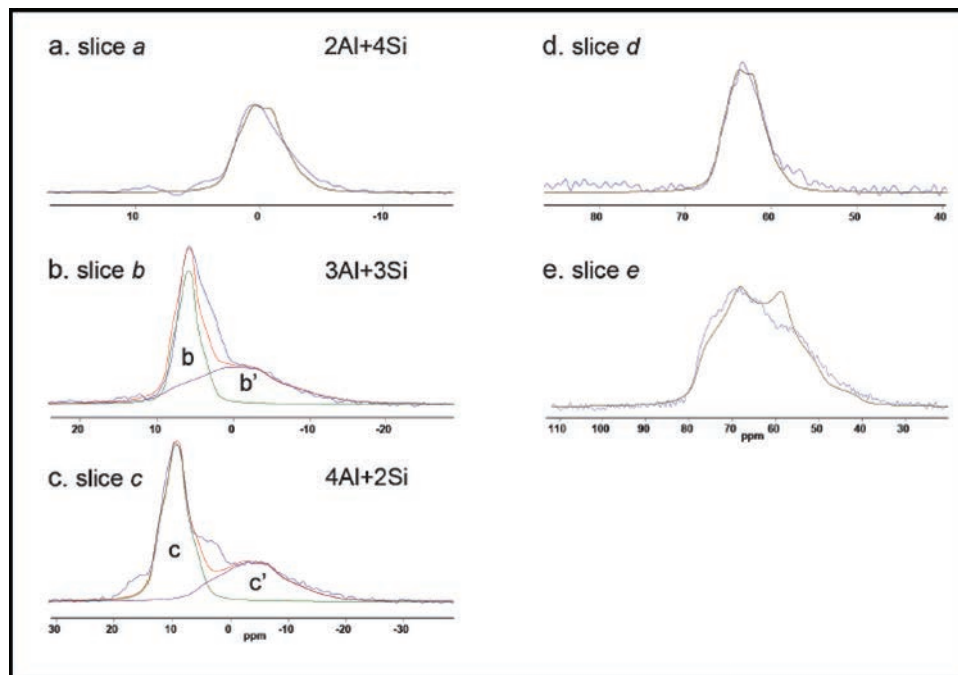 a. slice a 2Al+4Si
10 0 -10
b. slice b 3Al+3Si
b
b'
20 10 0 -10 -20
c. slice c 4Al+2Si
c
c'
30 20 10 0 -10 -20 -30
ppm
d. slice d
80 70 60 50 40
e. slice e
110 100 90 80 70 60 50 40 30
ppm